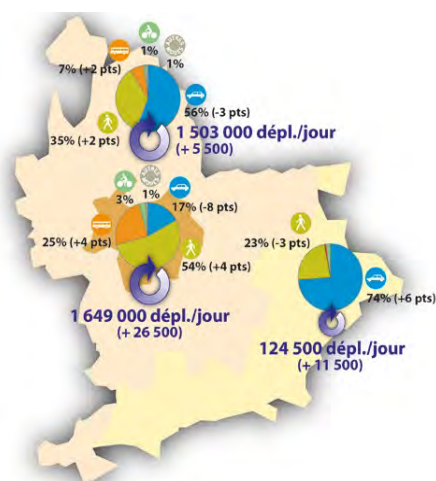 1%
7% (+2 pts)
1%
56% (-3 pts)
35% (+2 pts)
1 503 000 dépl./jour
(+ 5 500)
3%
1%
17% (-8 pts)
25% (+4 pts)
54% (+4 pts)
1 649 000 dépl./jour
(+ 26 500)
23% (-3 pts)
74% (+6 pts)
124 500 dépl./jour
(+ 11 500)